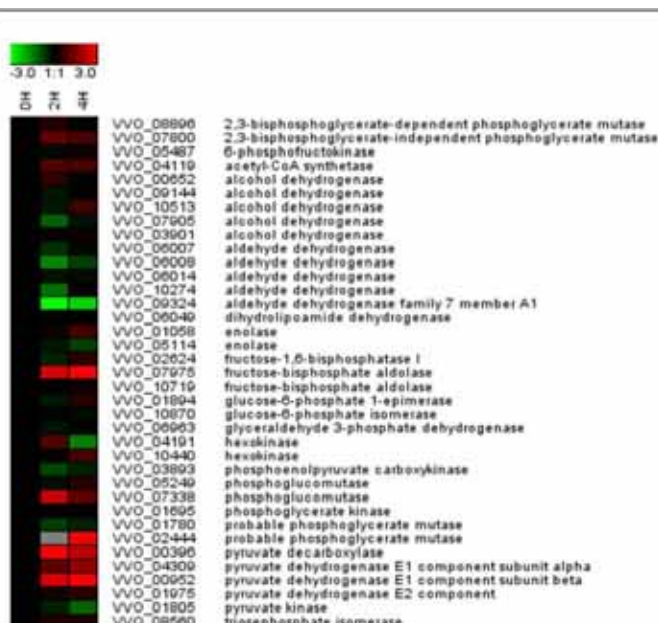 -3.0 1:1 3.0
0H 2H 4H
VVO_08896 2,3-bisphosphoglycerate-dependent phosphoglycerate mutase
VVO_07800 2,3-bisphosphoglycerate-independent phosphoglycerate mutase
VVO_05487 6-phosphofructokinase
VVO_04119 acetyl-CoA synthetase
VVO_00652 alcohol dehydrogenase
VVO_09144 alcohol dehydrogenase
VVO_10513 alcohol dehydrogenase
VVO_07905 alcohol dehydrogenase
VVO_03901 alcohol dehydrogenase
VVO_06007 aldehyde dehydrogenase
VVO_06008 aldehyde dehydrogenase
VVO_06014 aldehyde dehydrogenase
VVO_10274 aldehyde dehydrogenase
VVO_09324 aldehyde dehydrogenase family 7 member A1
VVO_06049 dihydrolipoamide dehydrogenase
VVO_01058 enolase
VVO_05114 enolase
VVO_02624 fructose-1,6-bisphosphatase I
VVO_07975 fructose-bisphosphate aldolase
VVO_10719 fructose-bisphosphate aldolase
VVO_01894 glucose-6-phosphate 1-epimerase
VVO_10870 glucose-6-phosphate isomerase
VVO_06963 glyceraldehyde 3-phosphate dehydrogenase
VVO_04191 hexokinase
VVO_10440 hexokinase
VVO_03893 phosphoenolpyruvate carboxykinase
VVO_05249 phosphoglucomutase
VVO_07338 phosphoglucomutase
VVO_01695 phosphoglycerate kinase
VVO_01780 probable phosphoglycerate mutase
VVO_02444 probable phosphoglycerate mutase
VVO_00396 pyruvate decarboxylase
VVO_04309 pyruvate dehydrogenase E1 component subunit alpha
VVO_00952 pyruvate dehydrogenase E1 component subunit beta
VVO_01975 pyruvate dehydrogenase E2 component
VVO_01805 pyruvate kinase
VVO_08560 triosephosphate isomerase